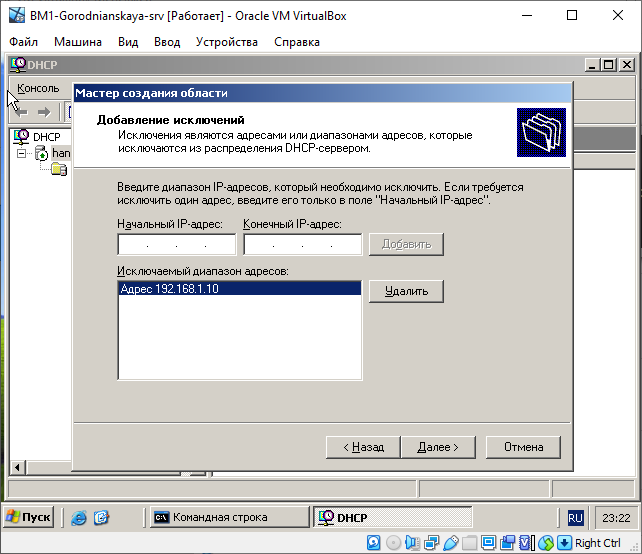 BM1-Gorodnianskaya-srv [Работает] - Oracle VM VirtualBox
Файл Машина Вид Ввод Устройства Справка
DHCP
Консоль
Мастер создания области
Добавление исключений
Исключения являются адресами или диапазонами адресов, которые
исключаются из распределения DHCP-сервером.
DHCP
han
Введите диапазон IP-адресов, который необходимо исключить. Если требуется
исключить один адрес, введите его только в поле "Начальный IP-адрес".
Начальный IP-адрес: Конечный IP-адрес:
. . . . . . Добавить
Исключаемый диапазон адресов:
Адрес 192.168.1.10
Удалить
< Назад Далее > Отмена
Пуск Командная строка DHCP RU 23:22
Right Ctrl